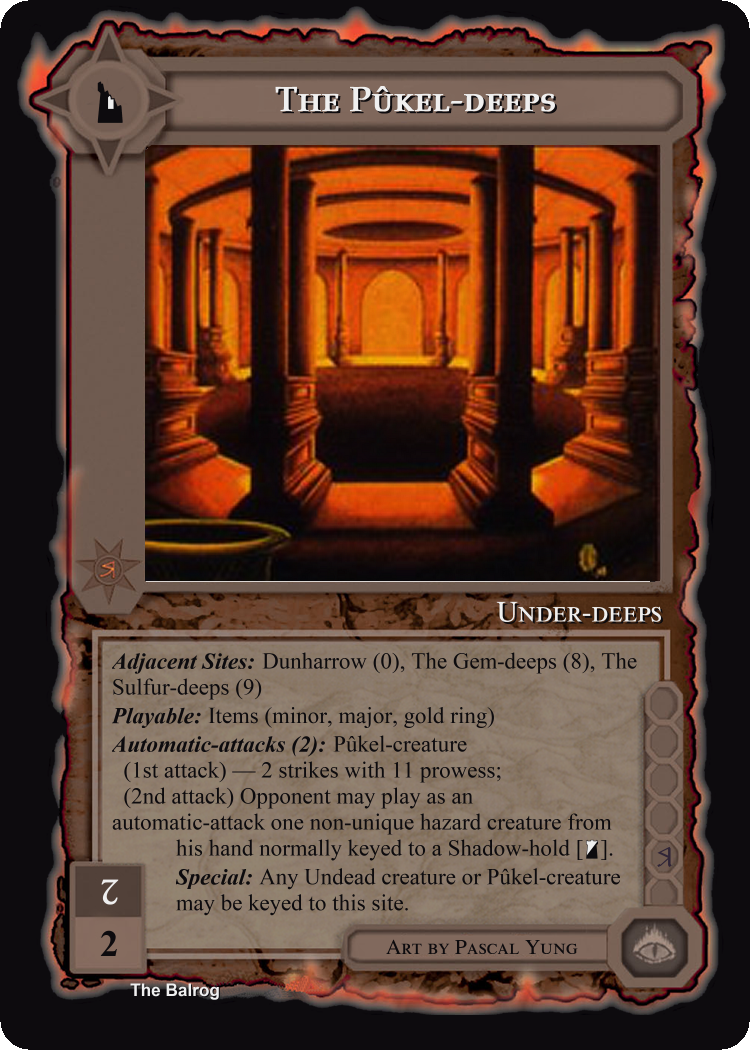 The Pûkel-deeps
Under-deeps
Adjacent Sites: Dunharrow (0), The Gem-deeps (8), The
Sulfur-deeps (9)
Playable: Items (minor, major, gold ring)
Automatic-attacks (2): Pûkel-creature
(1st attack) — 2 strikes with 11 prowess;
(2nd attack) Opponent may play as an
automatic-attack one non-unique hazard creature from
his hand normally keyed to a Shadow-hold [ ].
Special: Any Undead creature or Pûkel-creature
may be keyed to this site.
2
2
Art by Pascal Yung
The Balrog